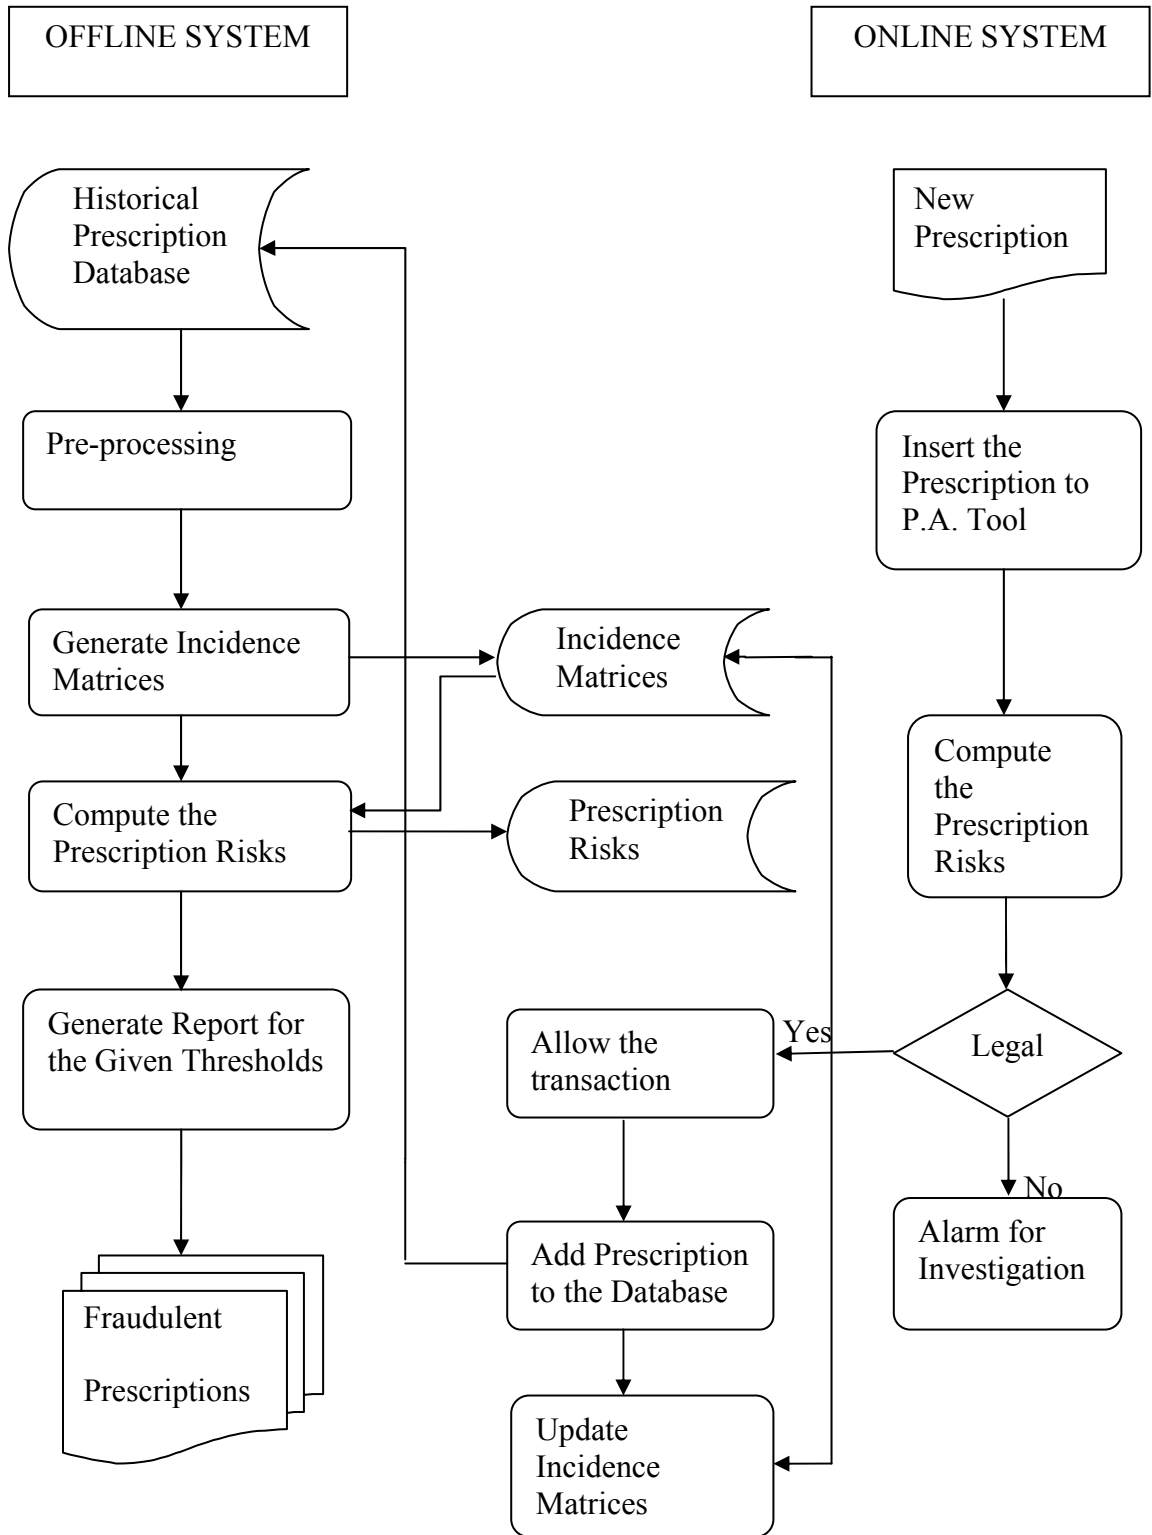 OFFLINE SYSTEM
ONLINE SYSTEM
Historical
Prescription
Database
New
Prescription
Pre-processing
Insert the
Prescription to
P.A. Tool
Generate Incidence
Matrices
Incidence
Matrices
Compute
the
Prescription
Risks
Compute the
Prescription Risks
Prescription
Risks
Generate Report for
the Given Thresholds
Allow the
transaction
Yes
Legal
No
Alarm for
Investigation
Add Prescription
to the Database
Fraudulent
Prescriptions
Update
Incidence
Matrices